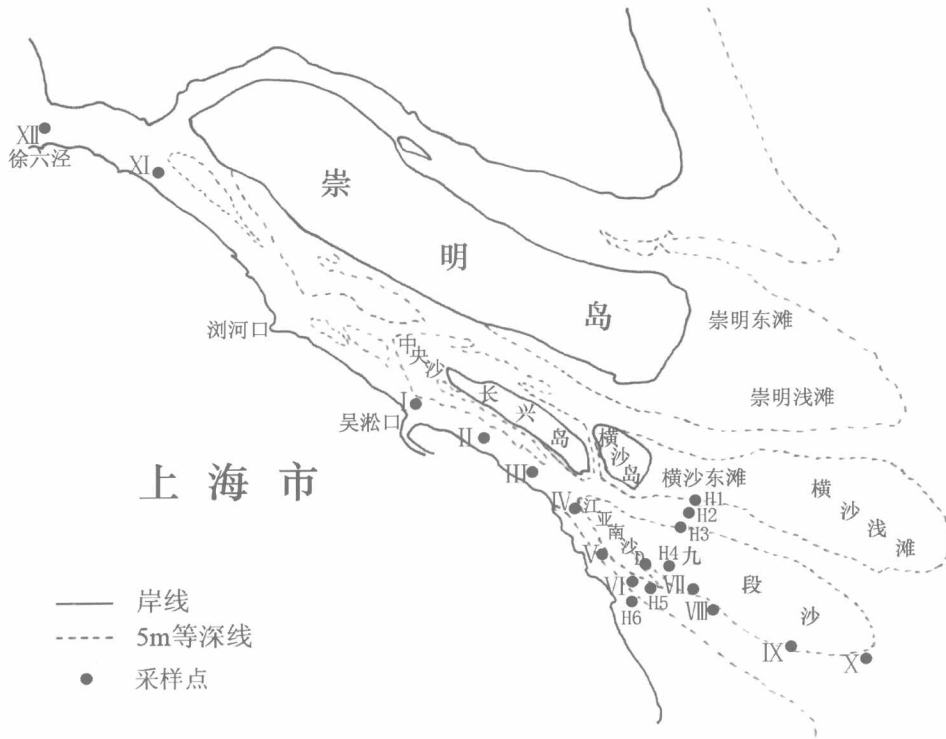 XII
徐六泾
XI
崇
明
岛
崇明东滩
浏河口
中央沙
崇明浅滩
I
吴淞口
长兴岛
II
横沙岛
III
横沙东滩
横沙浅滩
上海市
H1
H2
H3
IV
江亚南沙
V
D
H4
九
段
沙
VI
H5
VII
H6
VIII
IX
X
岸线
5m等深线
采样点